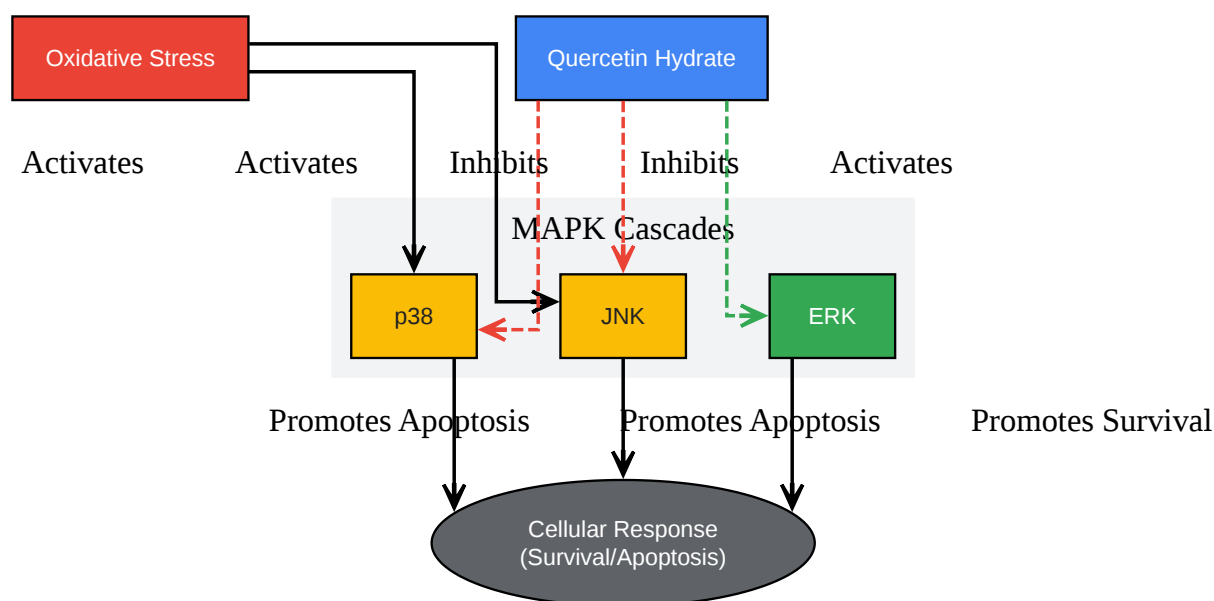 Oxidative Stress
Quercetin Hydrate
Activates
Activates
Inhibits
Inhibits
Activates
MAPK Cascades
p38
JNK
ERK
Promotes Apoptosis
Promotes Apoptosis
Promotes Survival
Cellular Response
(Survival/Apoptosis)